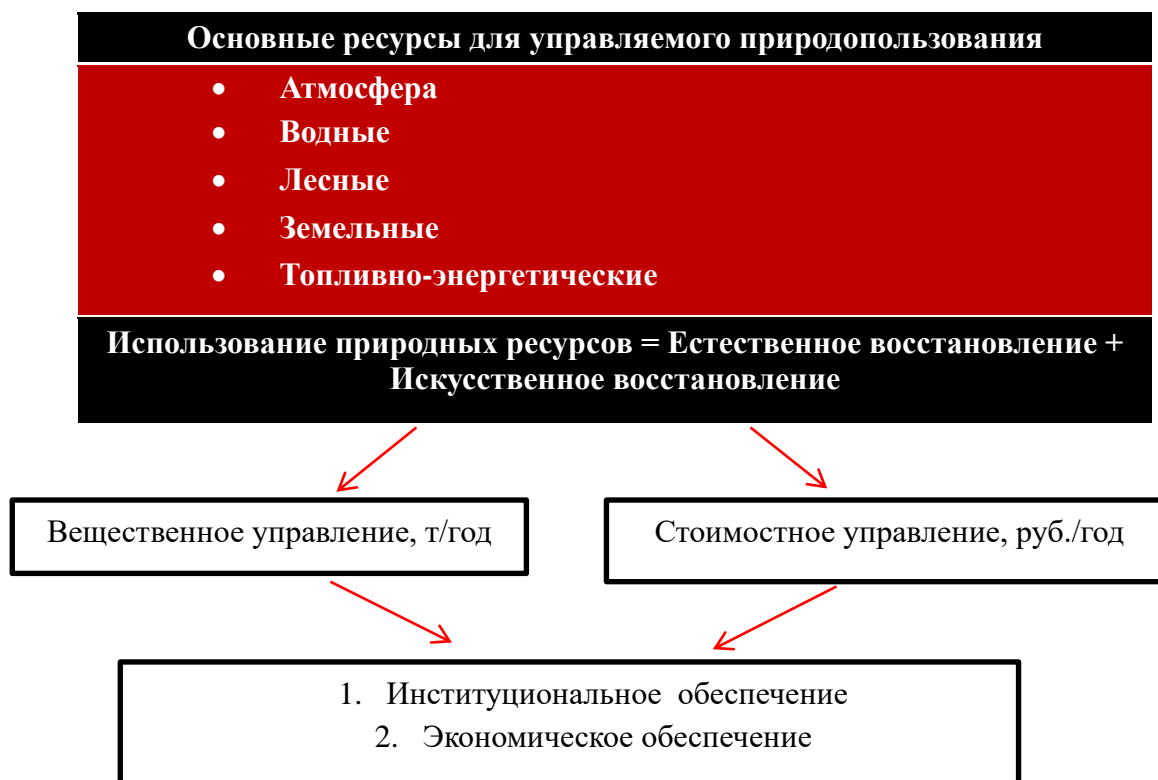 Основные ресурсы для управляемого природопользования
• Атмосфера
• Водные
• Лесные
• Земельные
• Топливно-энергетические
Использование природных ресурсов = Естественное восстановление +
Искусственное восстановление
Вещественное управление, т/год
Стоимостное управление, руб./год
1. Институциональное обеспечение
2. Экономическое обеспечение